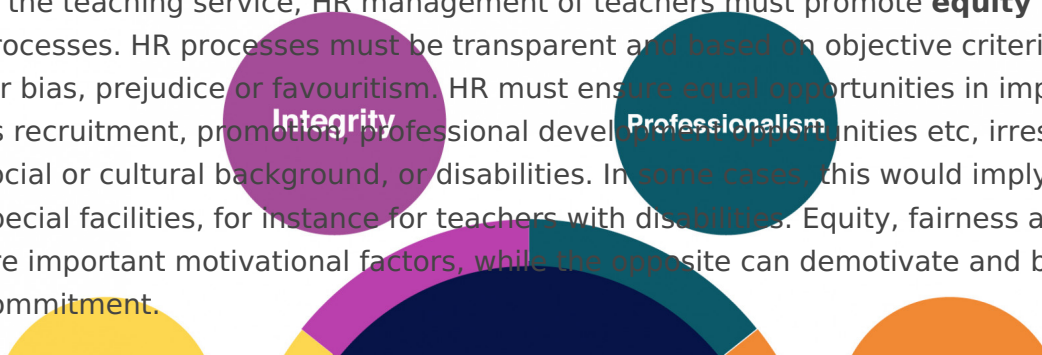 the teaching service, HR management of teachers must promote equity
rocesses. HR processes must be transparent and based on objective criteri
r bias, prejudice or favouritism. HR must ensure equal opportunities in imp
s recruitment, promotion, professional development opportunities etc, irres
ocial or cultural background, or disabilities. In some cases, this would imply
pecial facilities, for instance for teachers with disabilities. Equity, fairness a
re important motivational factors, while the opposite can demotivate and b
ommitment.
Integrity
Professionalism